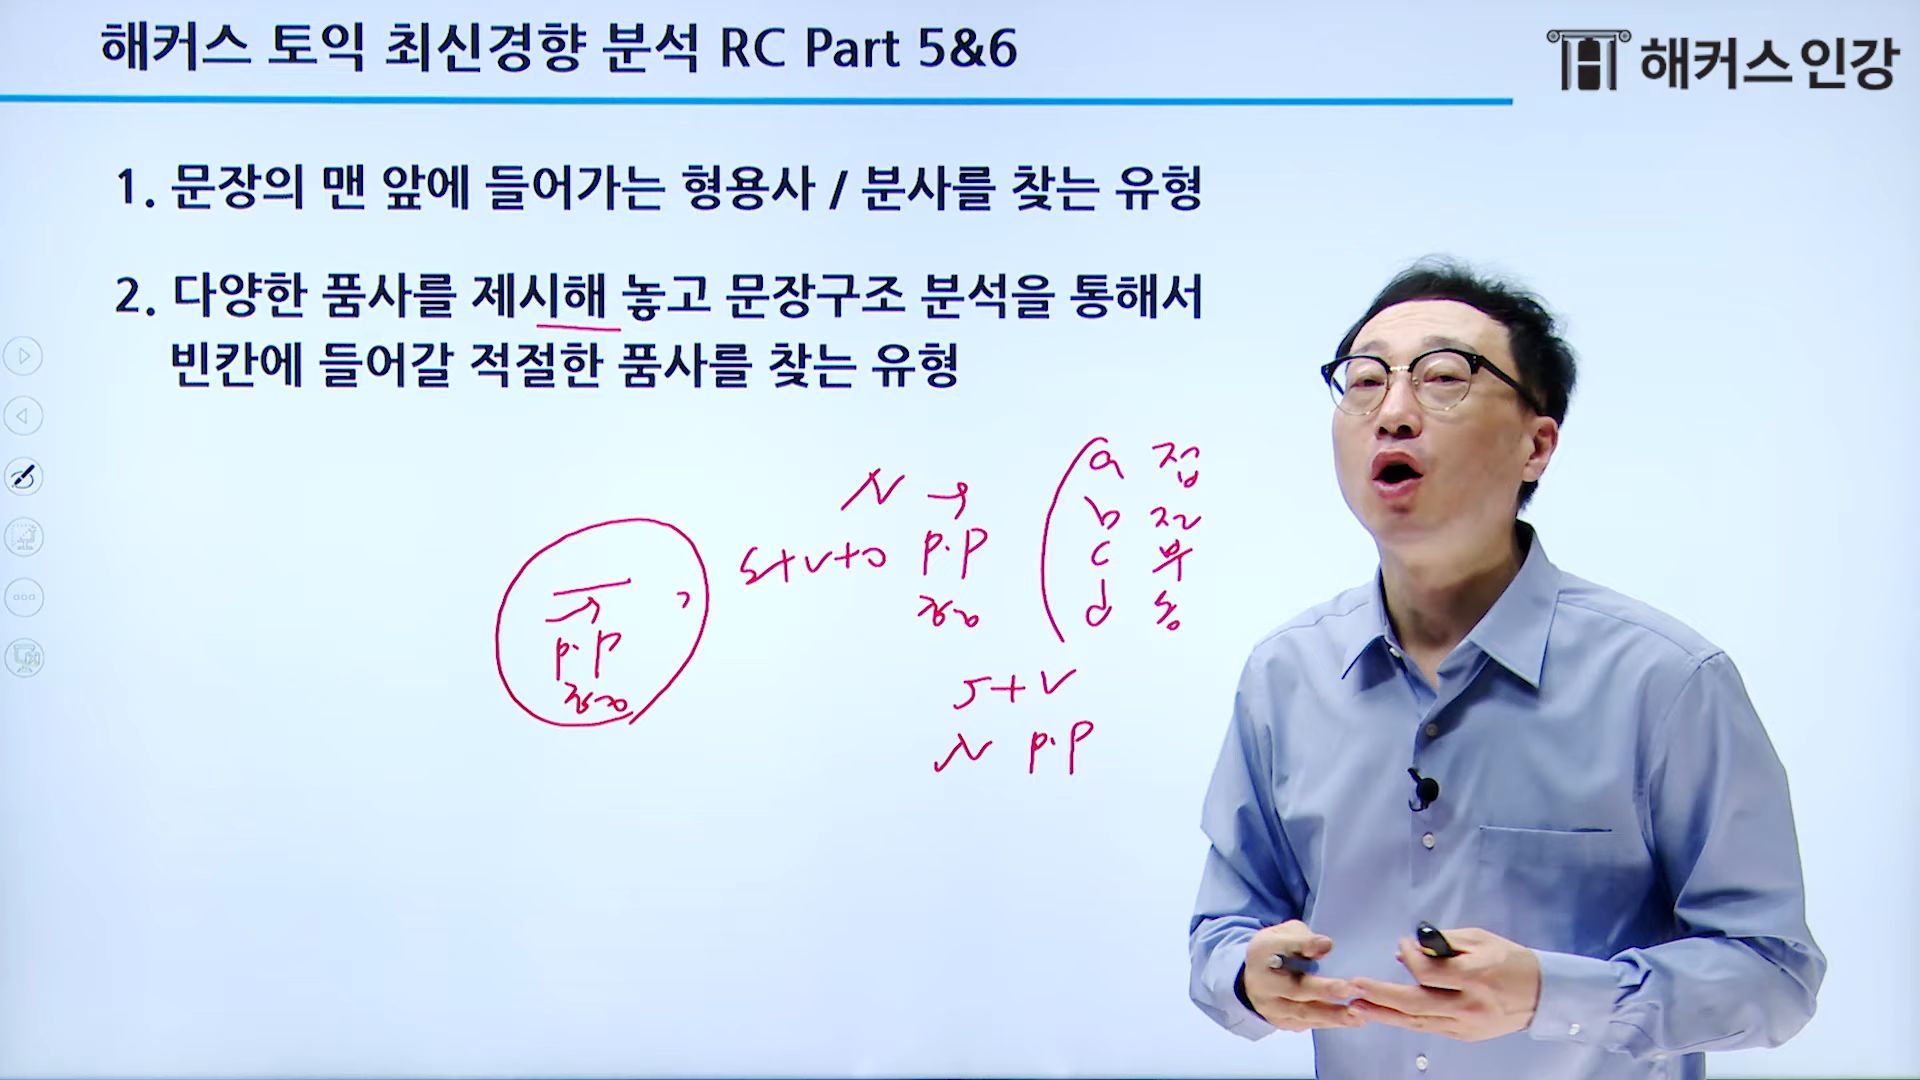 해커스 토익 최신경향 분석 RC Part 5&6
해커스인강
1. 문장의 맨 앞에 들어가는 형용사 / 분사를 찾는 유형
2. 다양한 품사를 제시해 놓고 문장구조 분석을 통해서
빈칸에 들어갈 적절한 품사를 찾는 유형
N
S+V+O p.p
p.p
a 접
b 전
c 부
d
S+V
N p.p